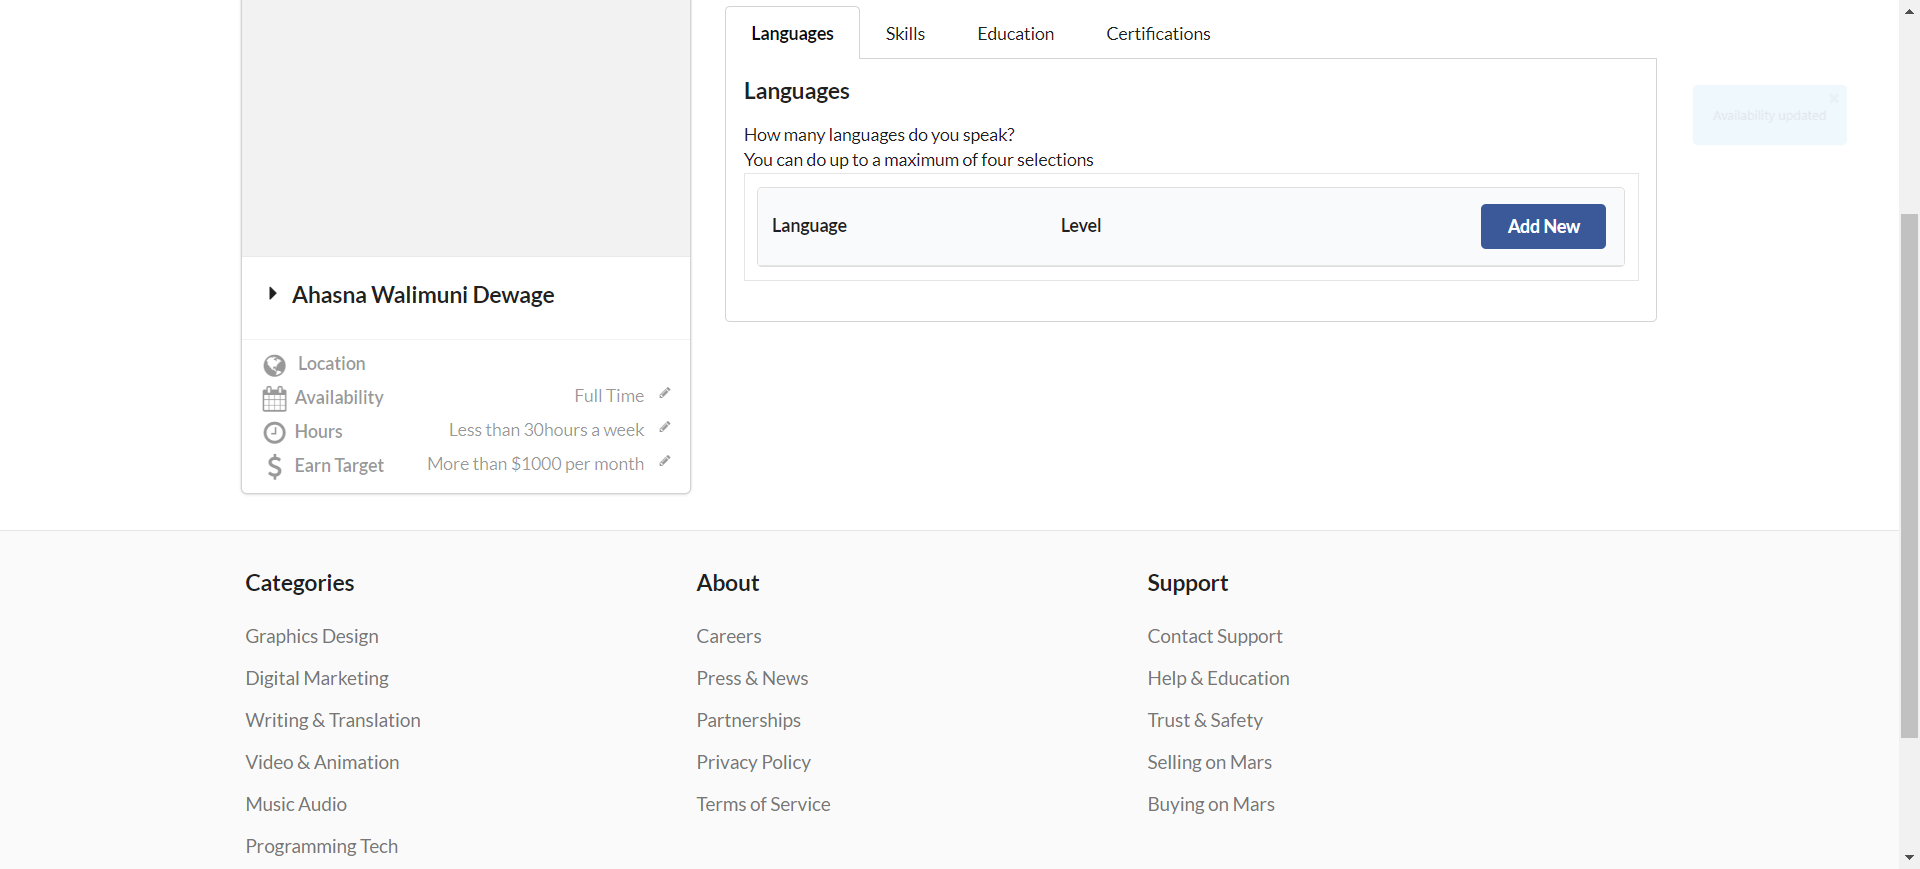 Languages Skills Education Certifications
Languages
How many languages do you speak?
You can do up to a maximum of four selections
Language Level Add New
Availability updated
Ahasna Walimuni Dewage
Location
Availability Full Time
Hours Less than 30hours a week
Earn Target More than $1000 per month
Categories
Graphics Design
Digital Marketing
Writing & Translation
Video & Animation
Music Audio
Programming Tech
About
Careers
Press & News
Partnerships
Privacy Policy
Terms of Service
Support
Contact Support
Help & Education
Trust & Safety
Selling on Mars
Buying on Mars